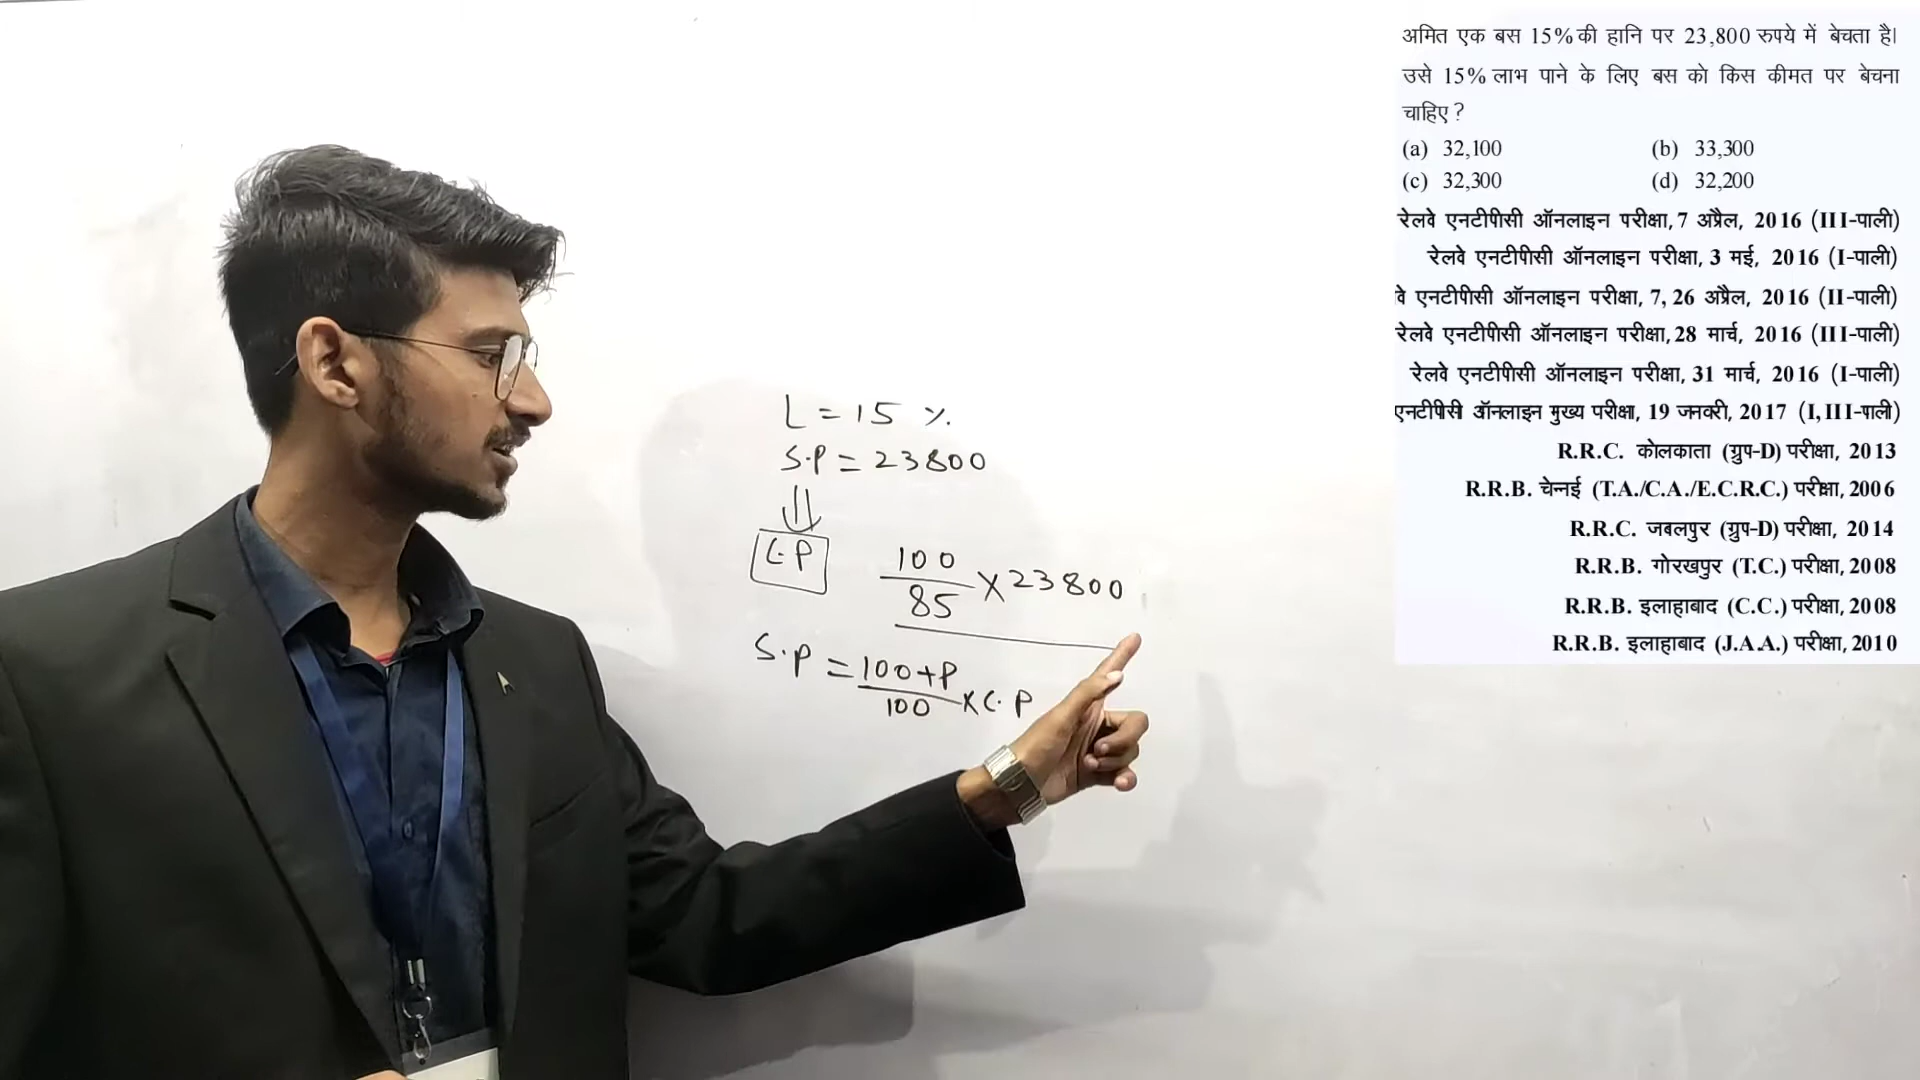 अमित एक बस 15% की हानि पर 23,800 रुपये में बेचता है।
उसे 15% लाभ पाने के लिए बस को किस कीमत पर बेचना
चाहिए ?
(a) 32,100 (b) 33,300
(c) 32,300 (d) 32,200
रेलवे एनटीपीसी ऑनलाइन परीक्षा, 7 अप्रैल, 2016 (III-पाली)
रेलवे एनटीपीसी ऑनलाइन परीक्षा, 3 मई, 2016 (I-पाली)
वे एनटीपीसी ऑनलाइन परीक्षा, 7, 26 अप्रैल, 2016 (II-पाली)
रेलवे एनटीपीसी ऑनलाइन परीक्षा, 28 मार्च, 2016 (III-पाली)
रेलवे एनटीपीसी ऑनलाइन परीक्षा, 31 मार्च, 2016 (I-पाली)
एनटीपीसी ऑनलाइन मुख्य परीक्षा, 19 जनवरी, 2017 (I, III-पाली)
R.R.C. कोलकाता (ग्रुप-D) परीक्षा, 2013
R.R.B. चेन्नई (T.A./C.A./E.C.R.C.) परीक्षा, 2006
R.R.C. जबलपुर (ग्रुप-D) परीक्षा, 2014
R.R.B. गोरखपुर (T.C.) परीक्षा, 2008
R.R.B. इलाहाबाद (C.C.) परीक्षा, 2008
R.R.B. इलाहाबाद (J.A.A.) परीक्षा, 2010
L = 15 %
S.P = 23800
C.P
100
85 × 23800
S.P = 100+P
100 × C.P